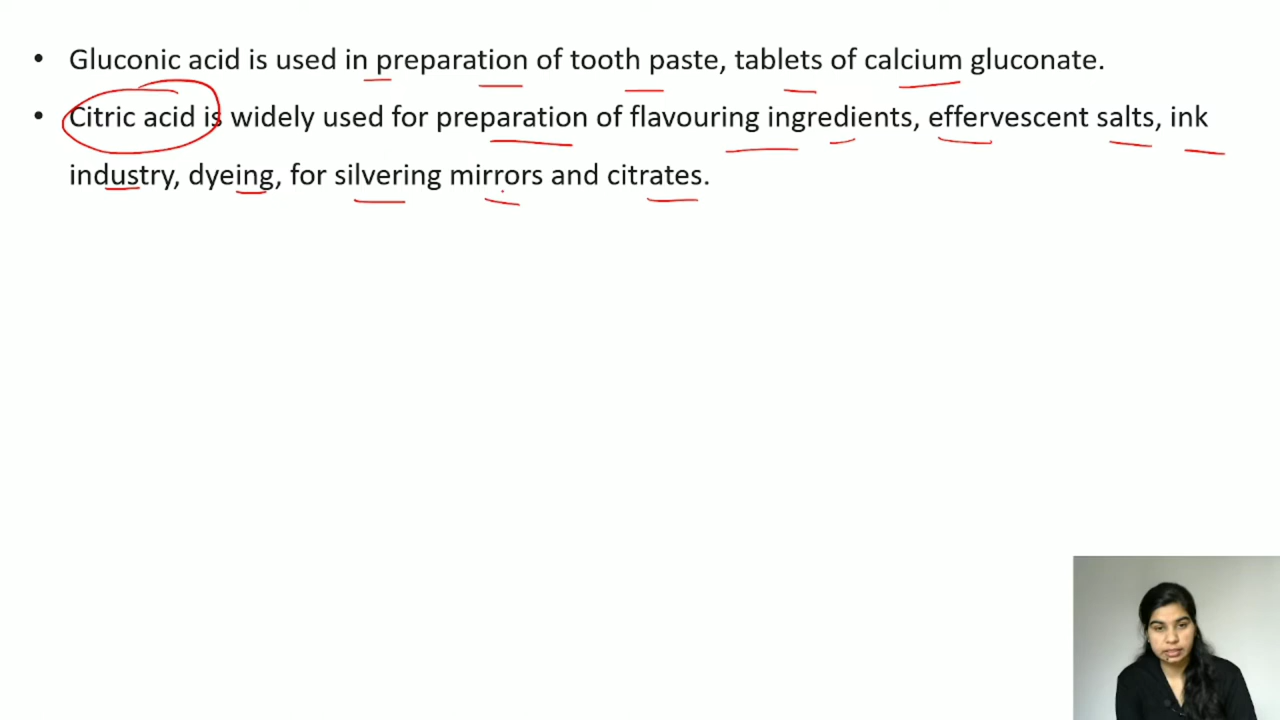 • Gluconic acid is used in preparation of tooth paste, tablets of calcium gluconate.
• Citric acid is widely used for preparation of flavouring ingredients, effervescent salts, ink
industry, dyeing, for silvering mirrors and citrates.